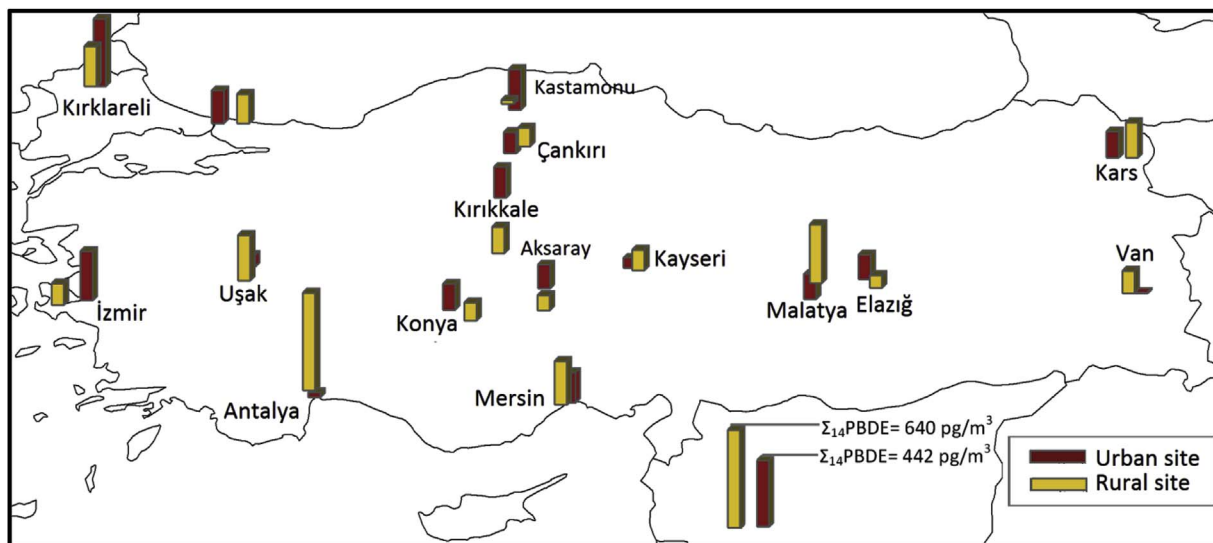 Kırklareli
Kastamonu
Çankırı
Kars
Kırıkkale
Aksaray
Kayseri
Van
İzmir
Uşak
Konya
Malatya
Elazığ
Antalya
Mersin
Σ₁₄PBDE= 640 pg/m³
Σ₁₄PBDE= 442 pg/m³
Urban site
Rural site